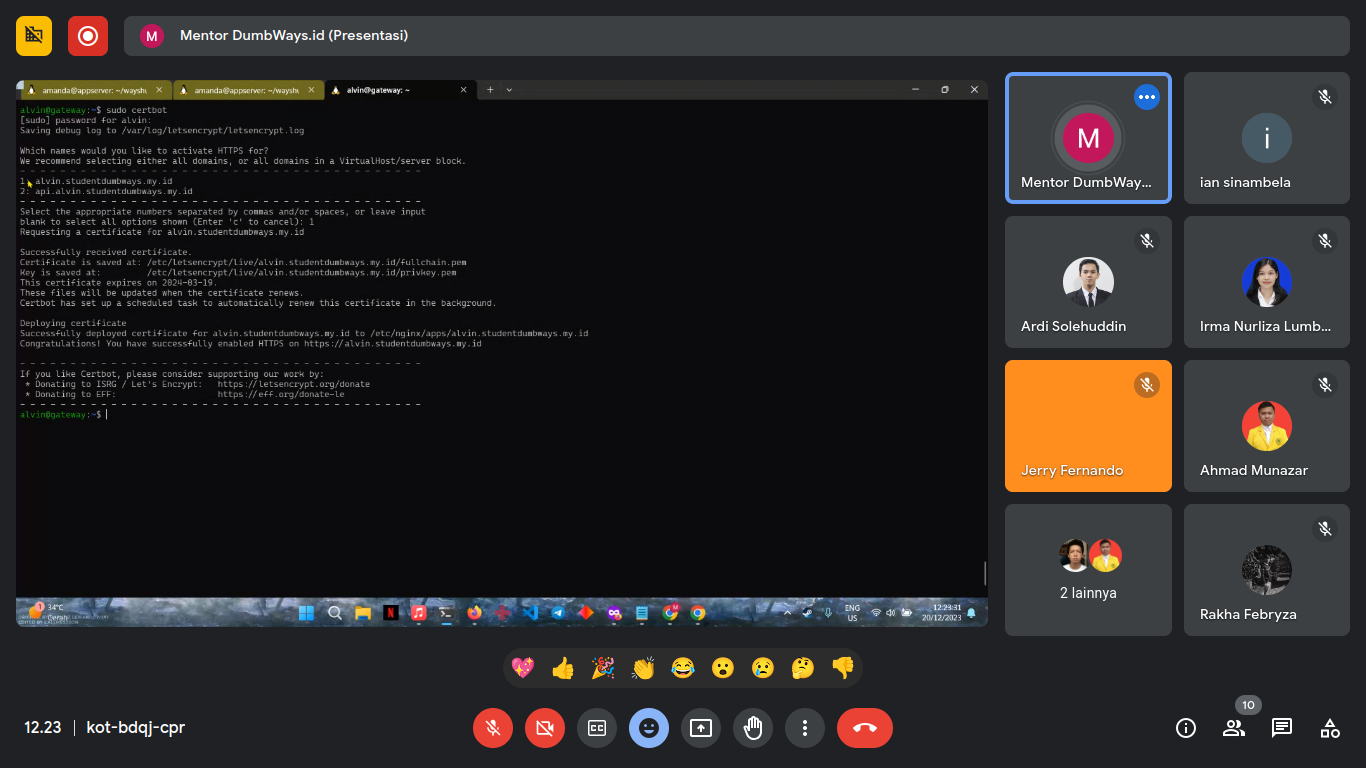 M Mentor DumbWays.id (Presentasi)
amanda@appserver: ~/waysh
amanda@appserver: ~/waysh
alvin@gateway: ~
alvin@gateway:~$ sudo certbot
[sudo] password for alvin:
Saving debug log to /var/log/letsencrypt/letsencrypt.log
Which names would you like to activate HTTPS for?
We recommend selecting either all domains, or all domains in a VirtualHost/server block.
- - - - - - - - - - - - - - - - - - - - - - - - - - - - - - - - - - - - - - - -
1: alvin.studentdumbways.my.id
2: api.alvin.studentdumbways.my.id
- - - - - - - - - - - - - - - - - - - - - - - - - - - - - - - - - - - - - - - -
Select the appropriate numbers separated by commas and/or spaces, or leave input
blank to select all options shown (Enter 'c' to cancel): 1
Requesting a certificate for alvin.studentdumbways.my.id
Successfully received certificate.
Certificate is saved at: /etc/letsencrypt/live/alvin.studentdumbways.my.id/fullchain.pem
Key is saved at: /etc/letsencrypt/live/alvin.studentdumbways.my.id/privkey.pem
This certificate expires on 2024-03-19.
These files will be updated when the certificate renews.
Certbot has set up a scheduled task to automatically renew this certificate in the background.
Deploying certificate
Successfully deployed certificate for alvin.studentdumbways.my.id to /etc/nginx/apps/alvin.studentdumbways.my.id
Congratulations! You have successfully enabled HTTPS on https://alvin.studentdumbways.my.id
- - - - - - - - - - - - - - - - - - - - - - - - - - - - - - - - - - - - - - - -
If you like Certbot, please consider supporting our work by:
* Donating to ISRG / Let's Encrypt: https://letsencrypt.org/donate
* Donating to EFF: https://eff.org/donate-le
- - - - - - - - - - - - - - - - - - - - - - - - - - - - - - - - - - - - - - - -
alvin@gateway:~$
1
34°C
N
M
ENG
US
12:23:31
20/12/2023
M
Mentor DumbWay...
i
ian sinambela
Ardi Solehuddin
Irma Nurliza Lumb...
Jerry Fernando
Ahmad Munazar
2 lainnya
Rakha Febryza
12.23 | kot-bdqj-cpr
CC
10